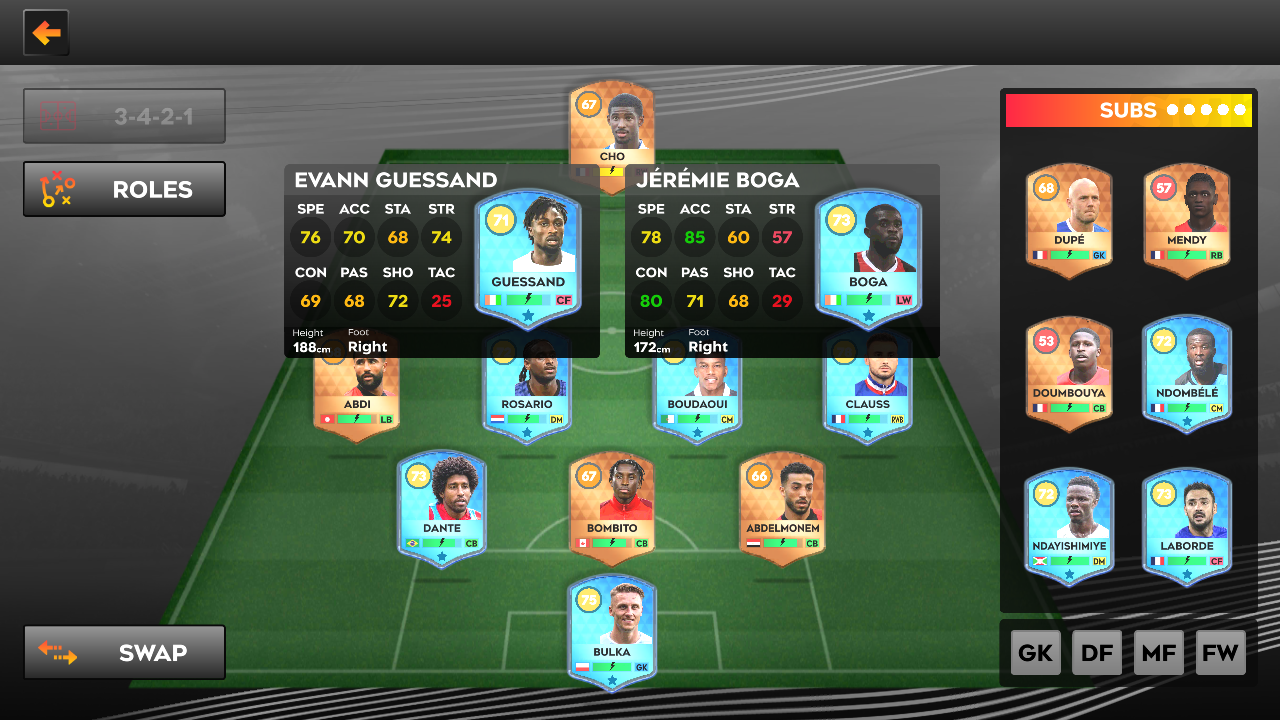 SUBS
3-4-2-1
ROLES
67
CHO
EVANN GUESSAND
SPE ACC STA STR
76 70 68 74
CON PAS SHO TAC
69 68 72 25
Height Foot
188cm Right
71
GUESSAND
CF
JÉRÉMIE BOGA
SPE ACC STA STR
78 85 60 57
CON PAS SHO TAC
80 71 68 29
Height Foot
172cm Right
73
BOGA
LW
ABDI
LB
ROSARIO
DM
BOUDAOUI
CM
CLAUSS
RWB
73
DANTE
CB
67
BOMBITO
CB
66
ABDELMONEM
CB
75
BULKA
GK
68
DUPÉ
GK
57
MENDY
RB
53
DOUMBOUYA
CB
72
NDOMBÉLÉ
CM
72
NDAYISHIMIYE
DM
73
LABORDE
CF
SWAP
GK DF MF FW